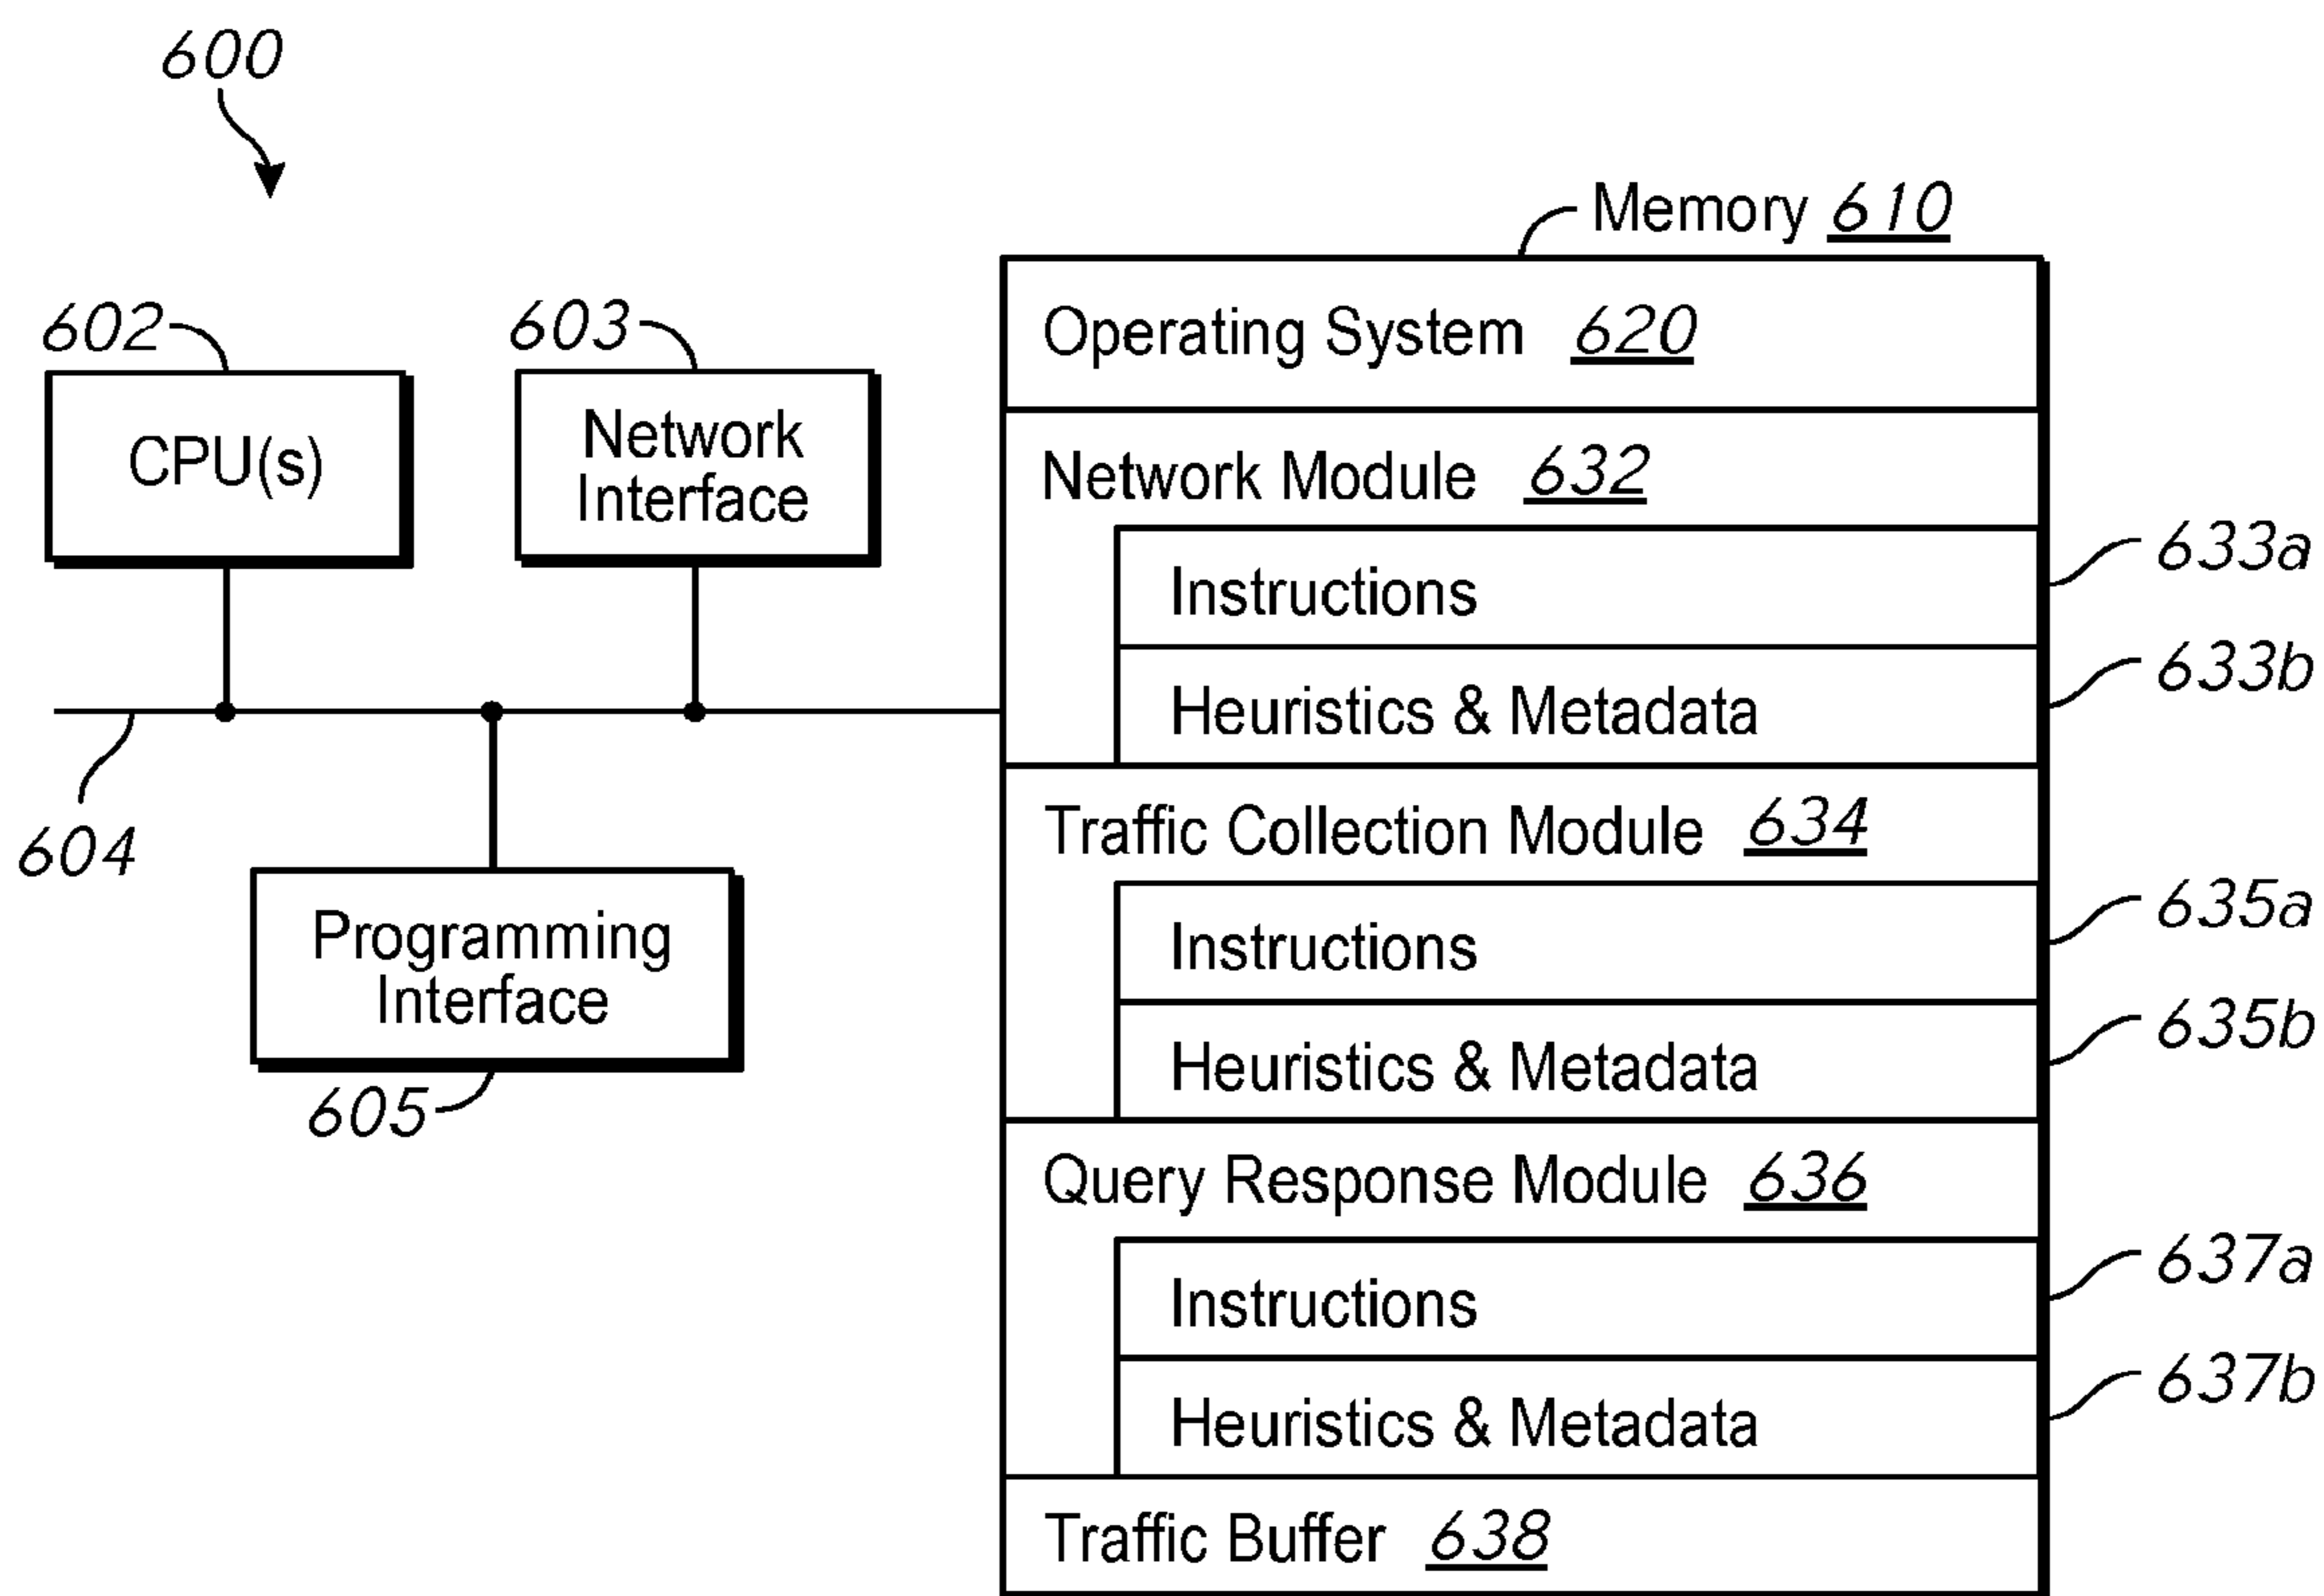 600
Memory 610
602
603
CPU(s)
Network
Interface
604
Programming
Interface
605
Operating System 620
Network Module 632
Instructions
633a
Heuristics & Metadata
633b
Traffic Collection Module 634
Instructions
635a
Heuristics & Metadata
635b
Query Response Module 636
Instructions
637a
Heuristics & Metadata
637b
Traffic Buffer 638